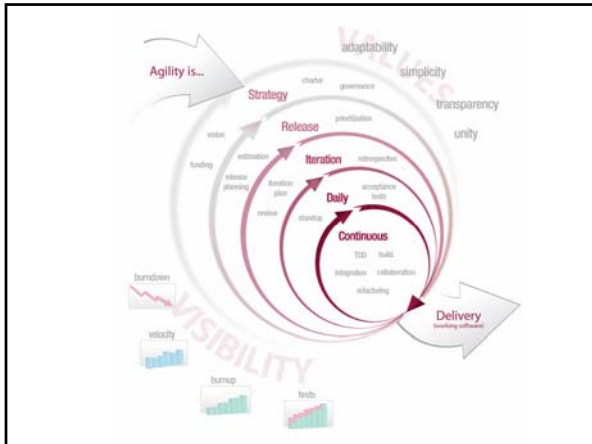 VALUES
adaptability
simplicity
transparency
unity
Agility is...
charter
governance
Strategy
vision
funding
Release
prioritization
estimation
release
planning
Iteration
retrospective
iteration
plan
review
Daily
acceptance
tests
standup
Continuous
TDD
build
integration
collaboration
refactoring
Delivery
(working software)
VISIBILITY
burndown
velocity
burnup
tests